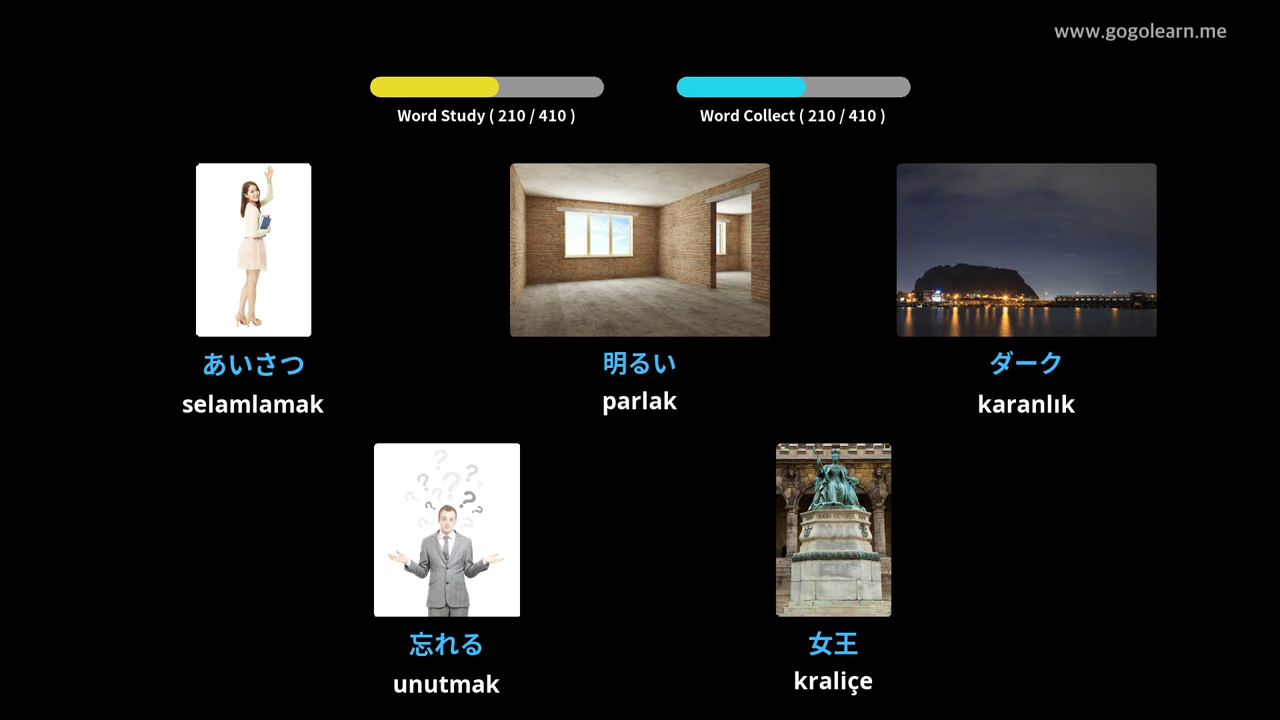 www.gogolearn.me
Word Study ( 210 / 410 )
Word Collect ( 210 / 410 )
あいさつ
selamlamak
明るい
parlak
ダーク
karanlık
忘れる
unutmak
女王
kraliçe